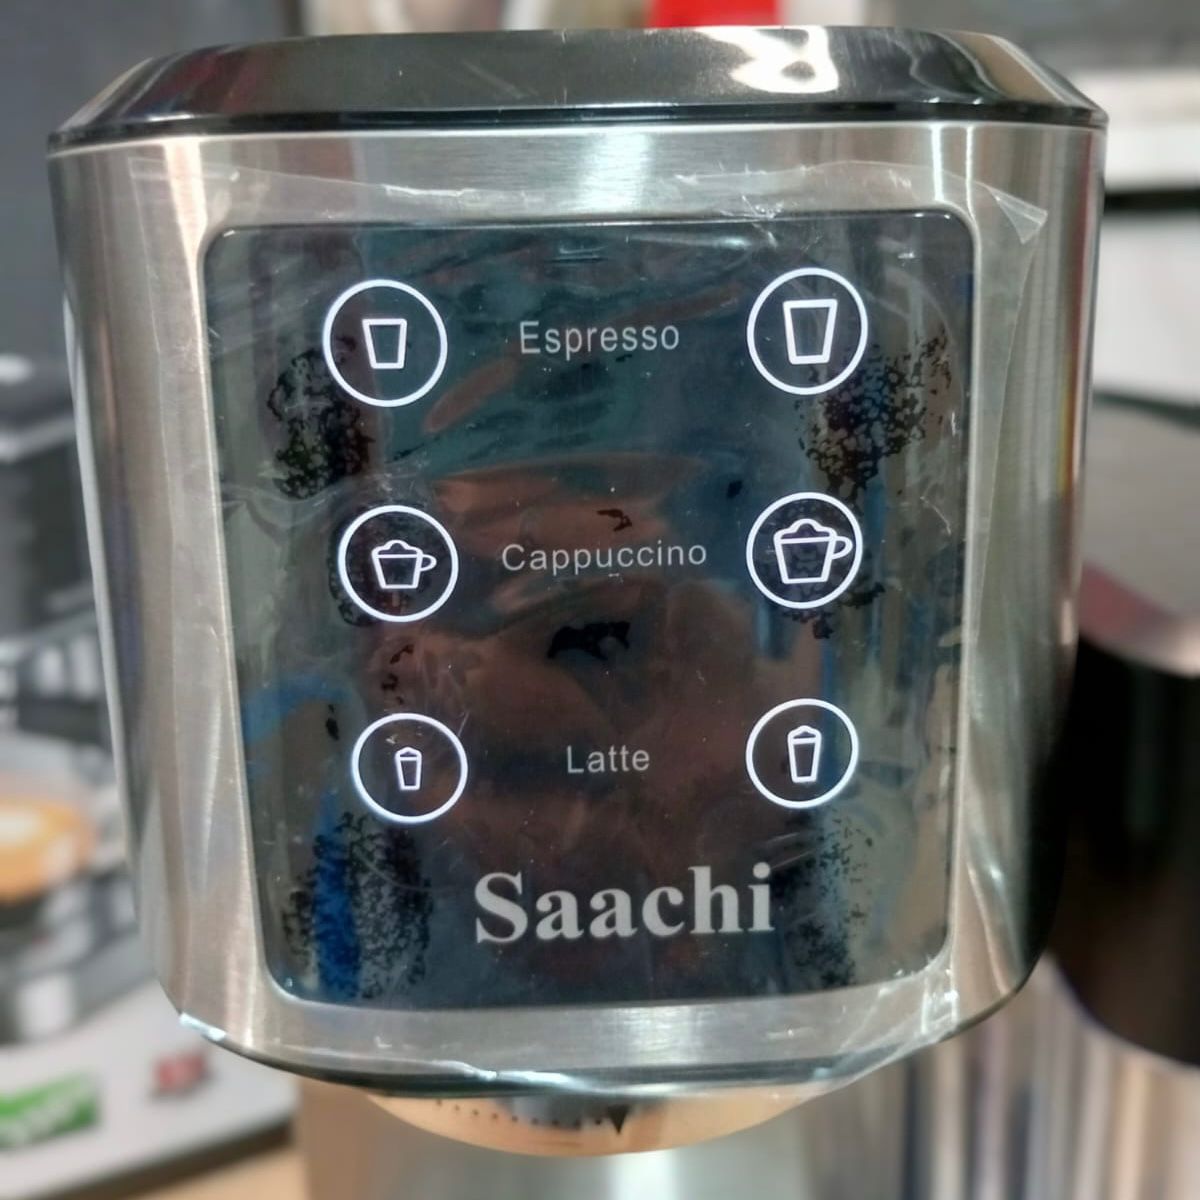 Espresso
Cappuccino
Latte
Saachi